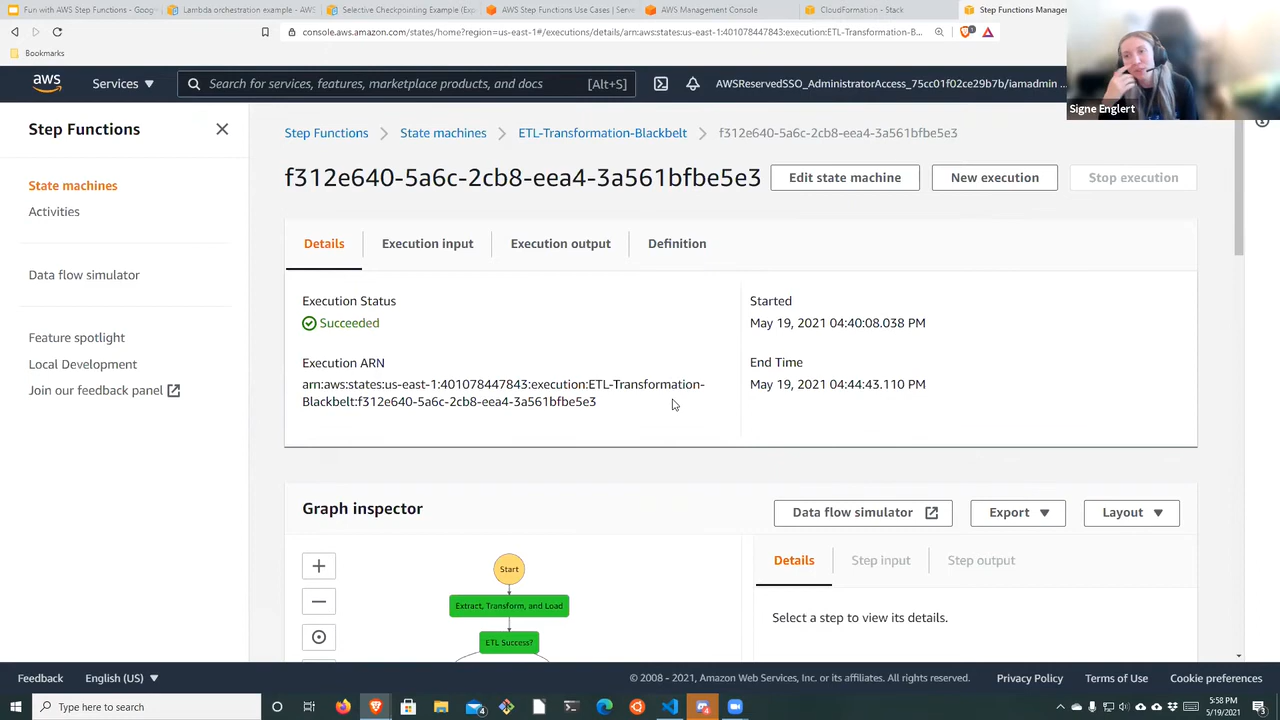 Fun with AWS Step Functions - Googl
Lambda orchestration example - AWS
Selective Checkpointing Example (Ex
AWS Step Functions Use Cases | Serve
AWS Management Console
CloudFormation - Stack
Step Functions Manage
console.aws.amazon.com/states/home?region=us-east-1#/executions/details/arn:aws:states:us-east-1:401078447843:execution:ETL-Transformation-B...
Bookmarks
aws
Services
Search for services, features, marketplace products, and docs
[Alt+S]
AWSReservedSSO_AdministratorAccess_75cc01f02ce29b7b/iamadmin ...
Signe Englert
Step Functions
State machines
Activities
Data flow simulator
Feature spotlight
Local Development
Join our feedback panel
Step Functions > State machines > ETL-Transformation-Blackbelt > f312e640-5a6c-2cb8-eea4-3a561bfbe5e3
f312e640-5a6c-2cb8-eea4-3a561bfbe5e3
Edit state machine
New execution
Stop execution
Details
Execution input
Execution output
Definition
Execution Status
Succeeded
Execution ARN
arn:aws:states:us-east-1:401078447843:execution:ETL-Transformation-
Blackbelt:f312e640-5a6c-2cb8-eea4-3a561bfbe5e3
Started
May 19, 2021 04:40:08.038 PM
End Time
May 19, 2021 04:44:43.110 PM
Graph inspector
Data flow simulator
Export
Layout
Start
Extract, Transform, and Load
ETL Success?
Details
Step input
Step output
Select a step to view its details.
Feedback
English (US)
© 2008 - 2021, Amazon Web Services, Inc. or its affiliates. All rights reserved.
Privacy Policy
Terms of Use
Cookie preferences
Type here to search
5:58 PM
5/19/2021